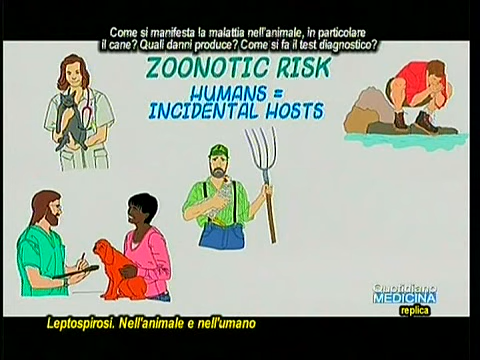 Come si manifesta la malattia nell'animale, in particolare
il cane? Quali danni produce? Come si fa il test diagnostico?
ZOONOTIC RISK
HUMANS =
INCIDENTAL HOSTS
Quotidiano
MEDICINA
replica
Leptospirosi. Nell'animale e nell'umano